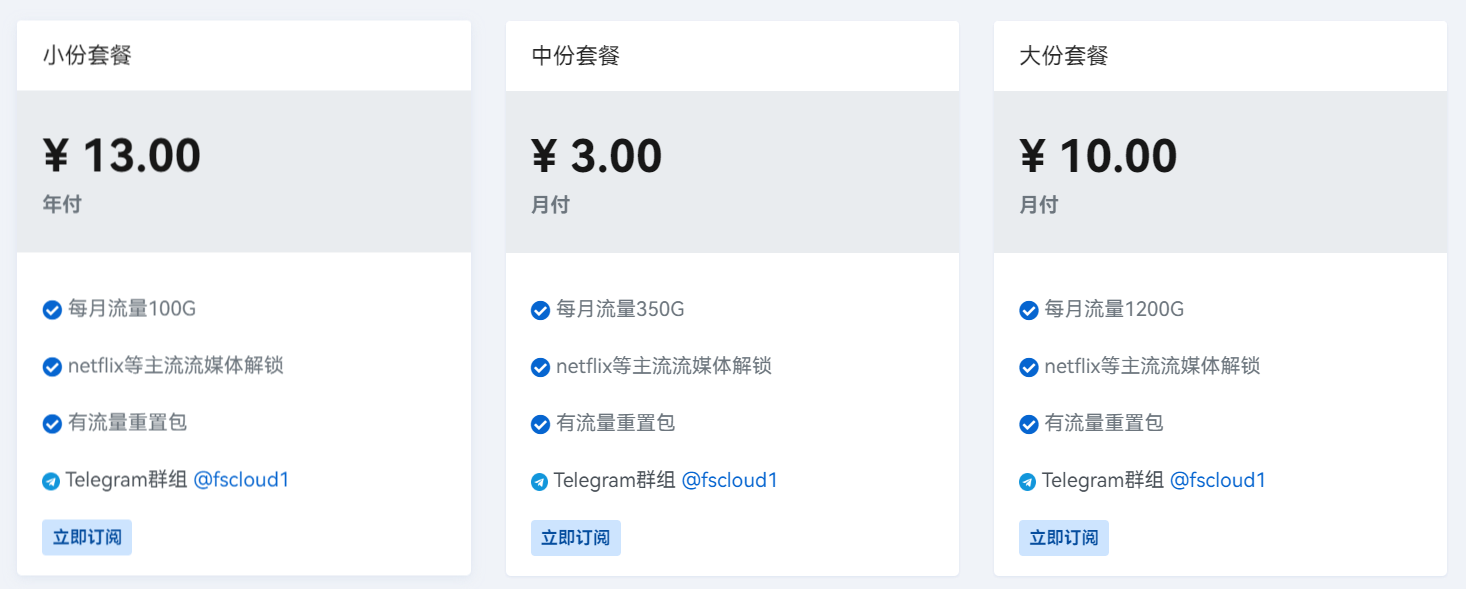 小份套餐
¥ 13.00
年付
每月流量100G
netflix等主流流媒体解锁
有流量重置包
Telegram群组 @fscloud1
立即订阅
中份套餐
¥ 3.00
月付
每月流量350G
netflix等主流流媒体解锁
有流量重置包
Telegram群组 @fscloud1
立即订阅
大份套餐
¥ 10.00
月付
每月流量1200G
netflix等主流流媒体解锁
有流量重置包
Telegram群组 @fscloud1
立即订阅